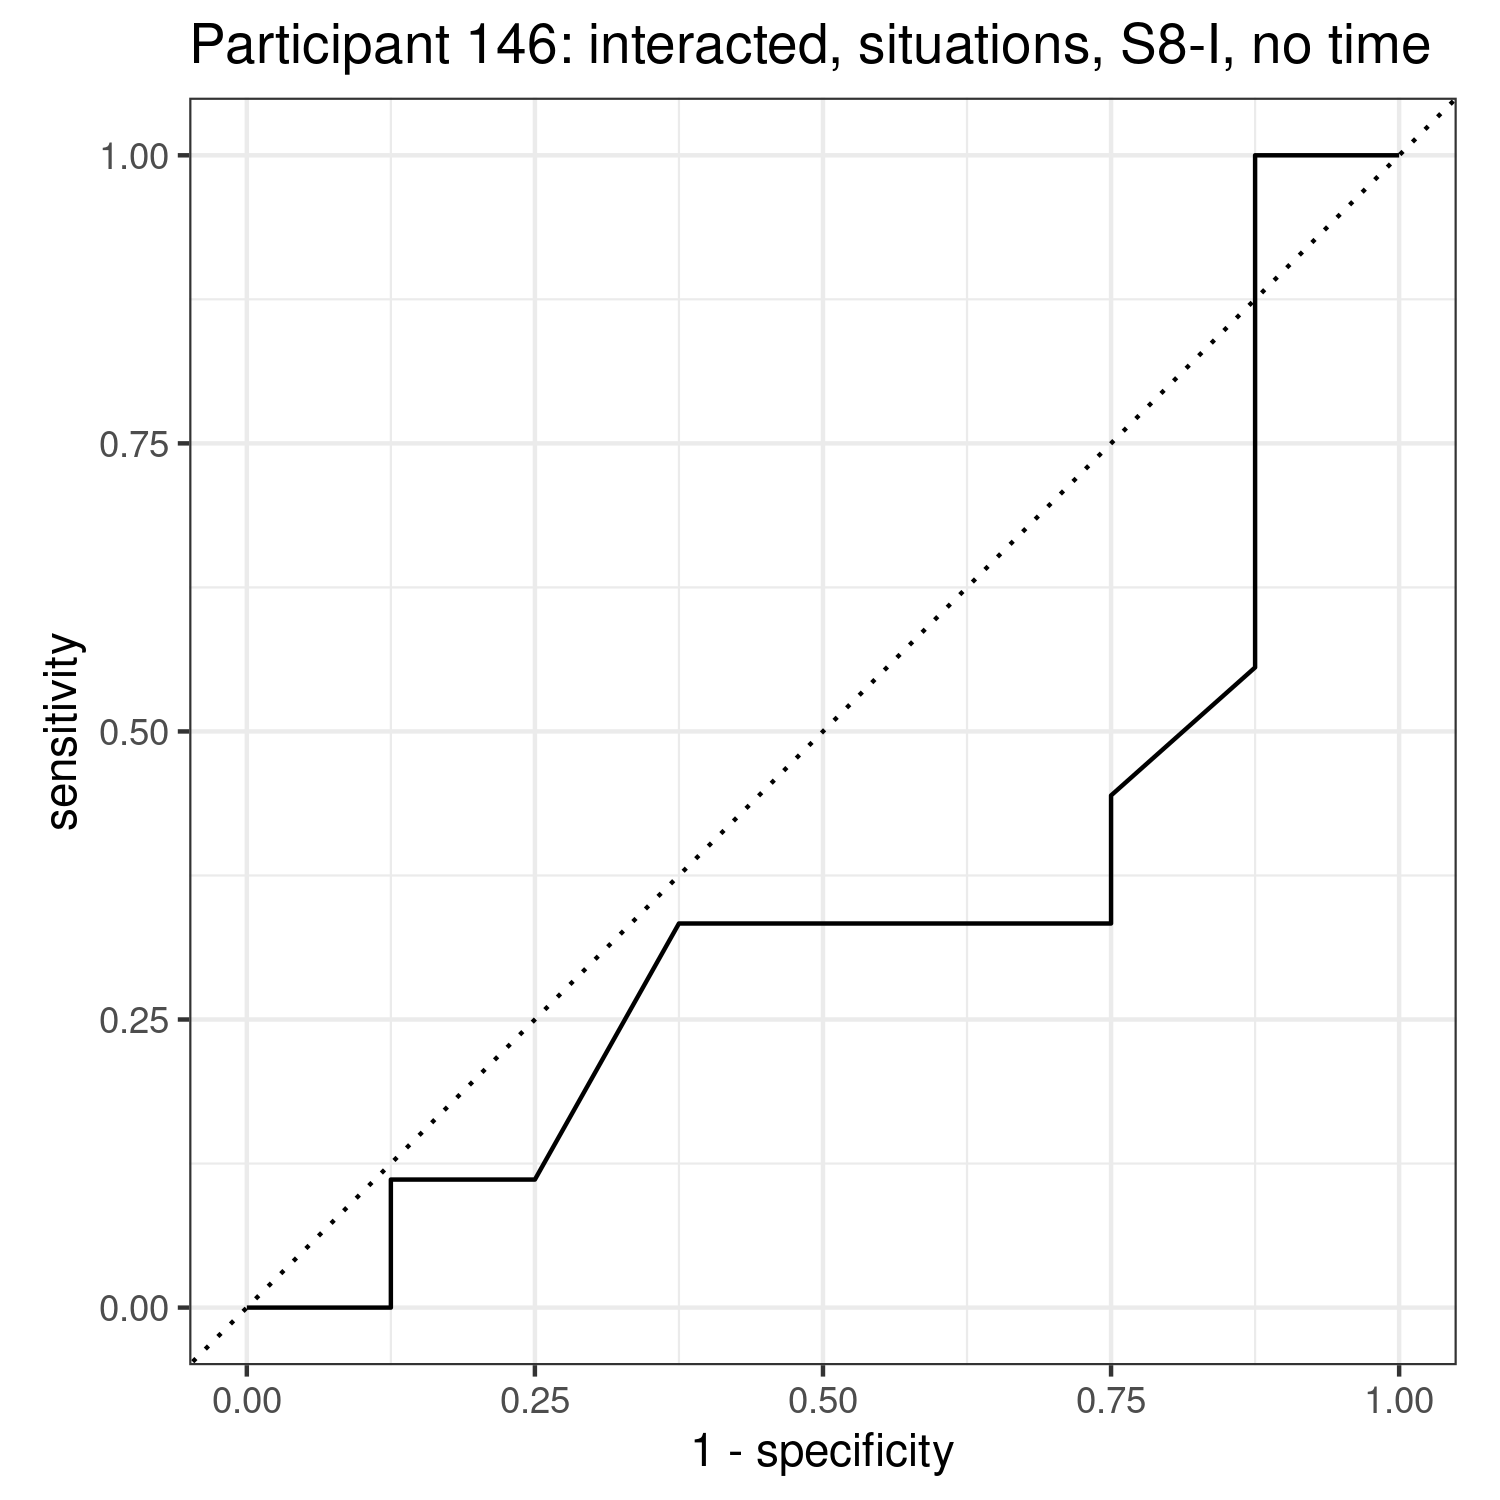 Participant 146: interacted, situations, S8-I, no time
1.00
0.75
0.50
0.25
0.00
sensitivity
0.00 0.25 0.50 0.75 1.00
1 - specificity